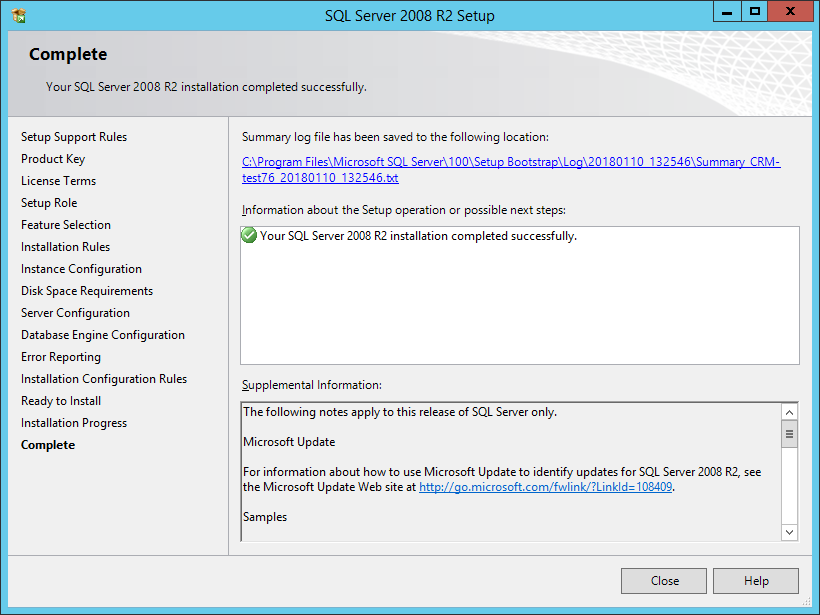 SQL Server 2008 R2 Setup
Complete
Your SQL Server 2008 R2 installation completed successfully.
Setup Support Rules
Product Key
License Terms
Setup Role
Feature Selection
Installation Rules
Instance Configuration
Disk Space Requirements
Server Configuration
Database Engine Configuration
Error Reporting
Installation Configuration Rules
Ready to Install
Installation Progress
Complete
Summary log file has been saved to the following location:
C:\Program Files\Microsoft SQL Server\100\Setup Bootstrap\Log\20180110_132546\Summary_CRM-
test76_20180110_132546.txt
Information about the Setup operation or possible next steps:
Your SQL Server 2008 R2 installation completed successfully.
Supplemental Information:
The following notes apply to this release of SQL Server only.
Microsoft Update
For information about how to use Microsoft Update to identify updates for SQL Server 2008 R2, see
the Microsoft Update Web site at http://go.microsoft.com/fwlink/?LinkId=108409.
Samples
Close
Help